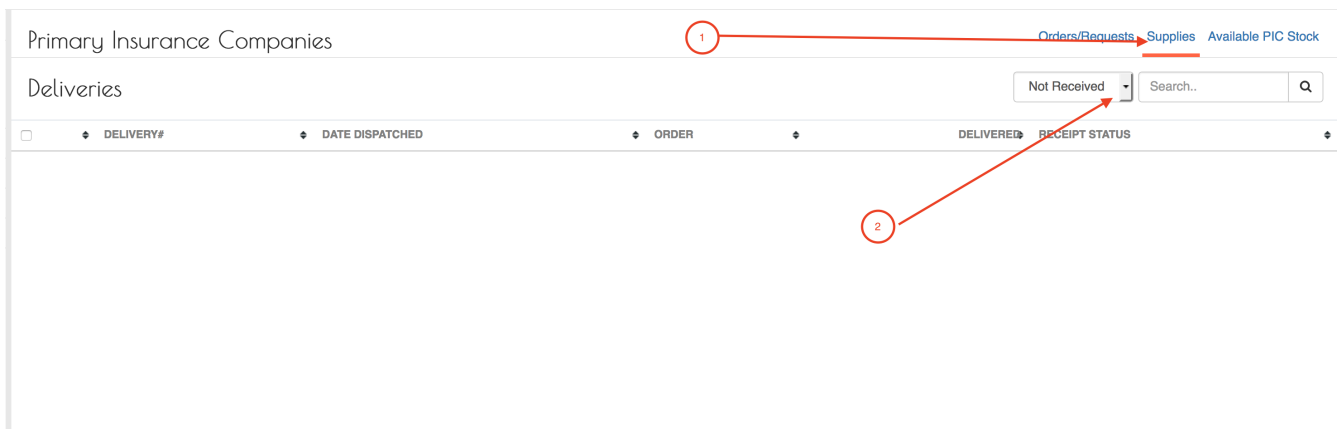 Primary Insurance Companies
1
Orders/Requests Supplies Available PIC Stock
Deliveries
Not Received
Search..
DELIVERY# DATE DISPATCHED ORDER DELIVERED RECEIPT STATUS
2